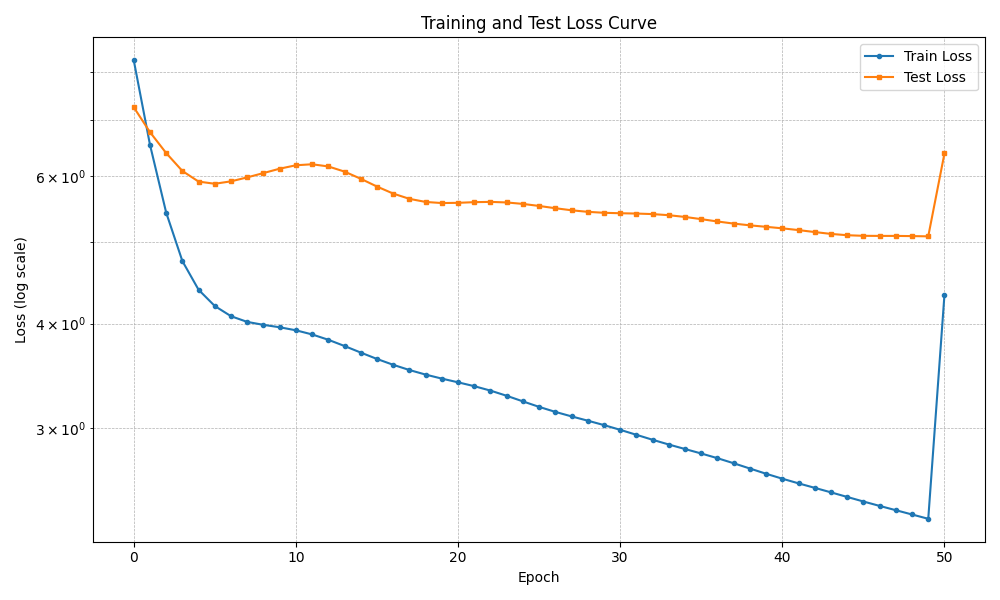 Training and Test Loss Curve
Train Loss
Test Loss
6 × 10⁰
4 × 10⁰
3 × 10⁰
Loss (log scale)
0 10 20 30 40 50
Epoch